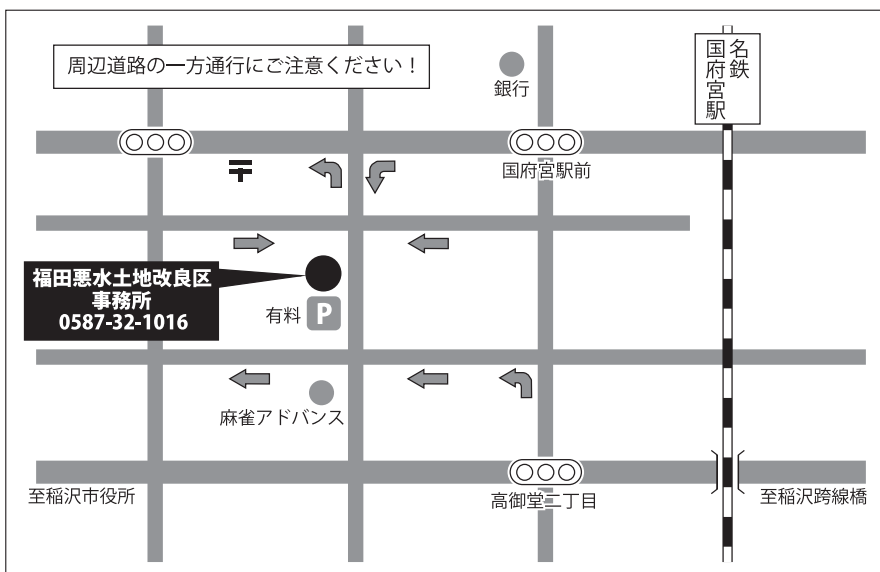 周辺道路の一方通行にご注意ください！
名鉄
国府宮駅
銀行
国府宮駅前
福田悪水土地改良区
事務所
0587-32-1016
有料 P
麻雀アドバンス
至稲沢市役所
高御堂二丁目
至稲沢跨線橋